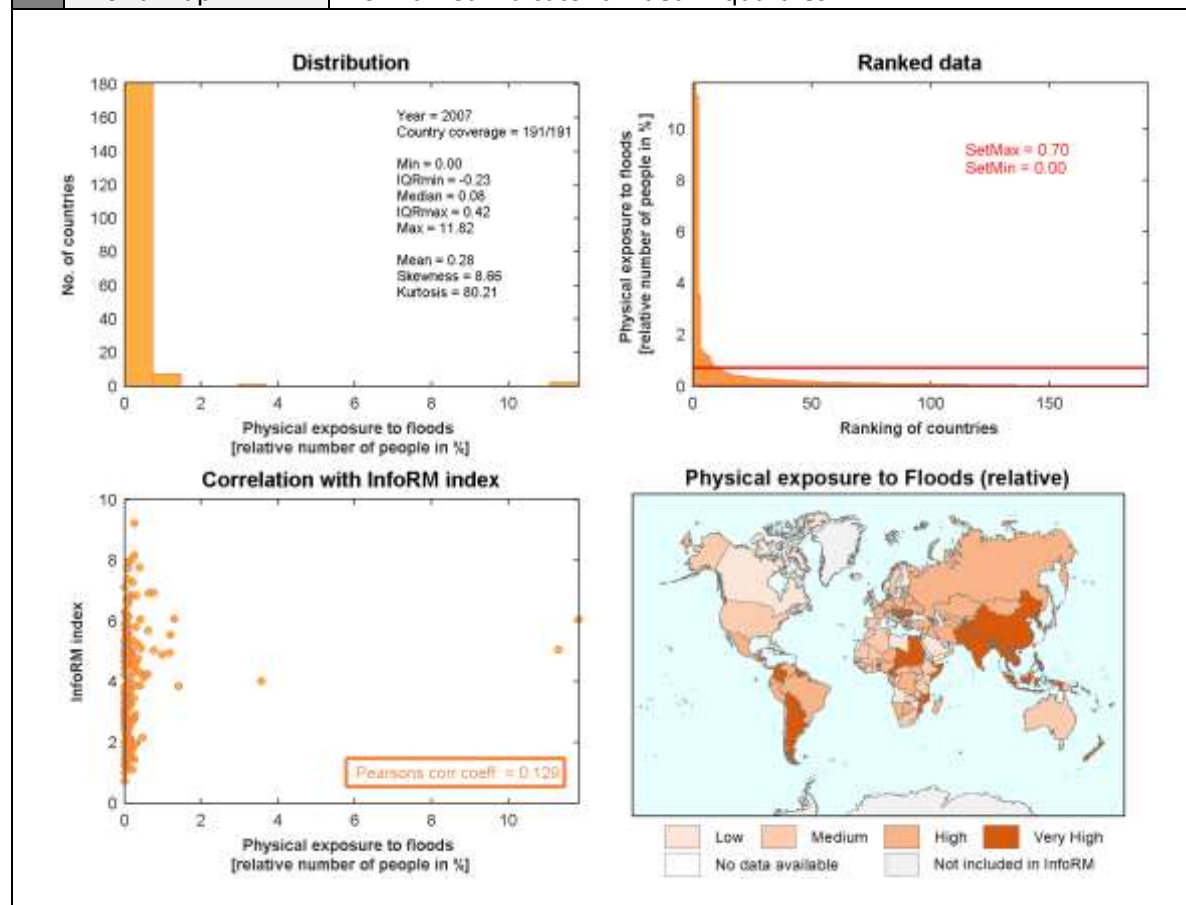 Distribution
180
160
140
120
100
80
60
40
20
0
No. of countries
Year = 2007
Country coverage = 191/191
Min = 0.00
IQRmin = -0.23
Median = 0.08
IQRmax = 0.42
Max = 11.82
Mean = 0.28
Skewness = 8.66
Kurtosis = 80.21
0 2 4 6 8 10
Physical exposure to floods
[relative number of people in %]
Ranked data
10
8
6
4
2
0
Physical exposure to floods
[relative number of people in %]
SetMax = 0.70
SetMin = 0.00
0 50 100 150
Ranking of countries
Correlation with InfoRM index
10
8
6
4
2
0
InfoRM index
Pearsons corr coeff. = 0.129
0 2 4 6 8 10
Physical exposure to floods
[relative number of people in %]
Physical exposure to Floods (relative)
Low Medium High Very High
No data available Not included in InfoRM